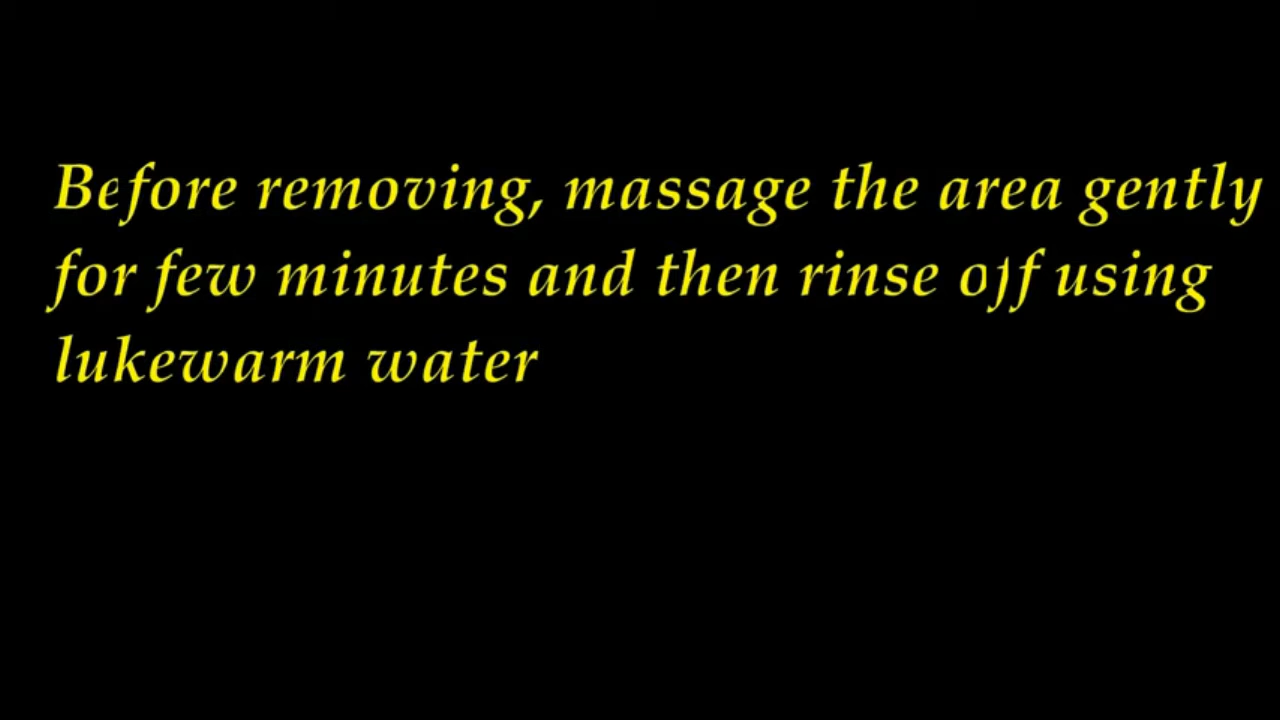 Before removing, massage the area gently
for few minutes and then rinse off using
lukewarm water